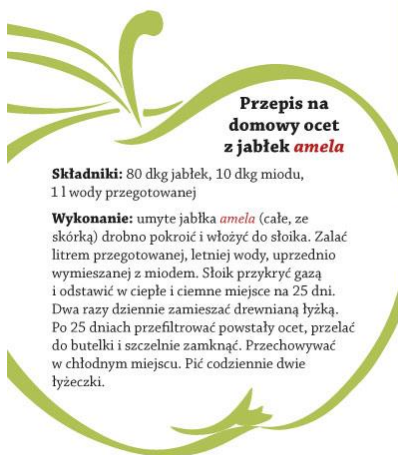 Przepis na
domowy ocet
z jabłek amela
Składniki: 80 dkg jabłek, 10 dkg miodu,
1 l wody przegotowanej
Wykonanie: umyte jabłka amela (całe, ze
skórką) drobno pokroić i włożyć do słoika. Zalać
litrem przegotowanej, letniej wody, uprzednio
wymieszanej z miodem. Słoik przykryć gazą
i odstawić w ciepłe i ciemne miejsce na 25 dni.
Dwa razy dziennie zamieszać drewnianą łyżką.
Po 25 dniach przefiltrować powstały ocet, przelać
do butelki i szczelnie zamknąć. Przechowywać
w chłodnym miejscu. Pić codziennie dwie
łyżeczki.